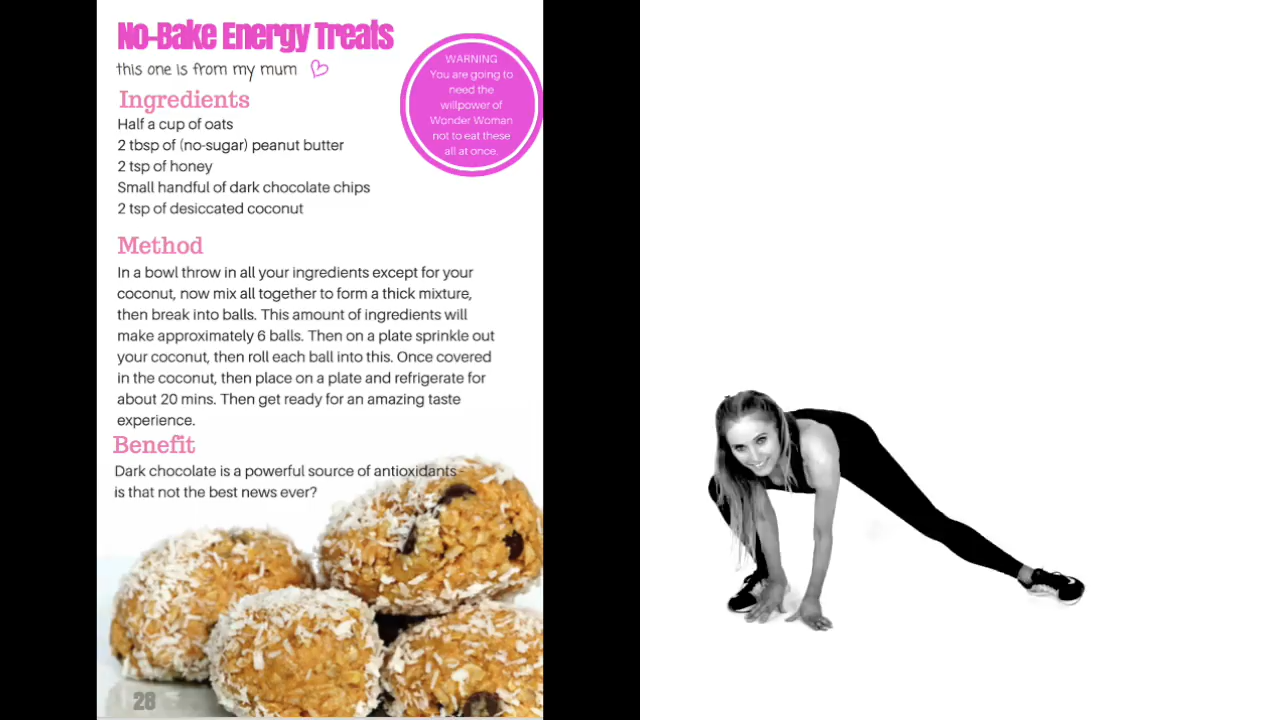 No-Bake Energy Treats
this one is from my mum
WARNING
You are going to
need the
willpower of
Wonder Woman
not to eat these
all at once.
Ingredients
Half a cup of oats
2 tbsp of (no-sugar) peanut butter
2 tsp of honey
Small handful of dark chocolate chips
2 tsp of desiccated coconut
Method
In a bowl throw in all your ingredients except for your
coconut, now mix all together to form a thick mixture,
then break into balls. This amount of ingredients will
make approximately 6 balls. Then on a plate sprinkle out
your coconut, then roll each ball into this. Once covered
in the coconut, then place on a plate and refrigerate for
about 20 mins. Then get ready for an amazing taste
experience.
Benefit
Dark chocolate is a powerful source of antioxidants -
is that not the best news ever?
28